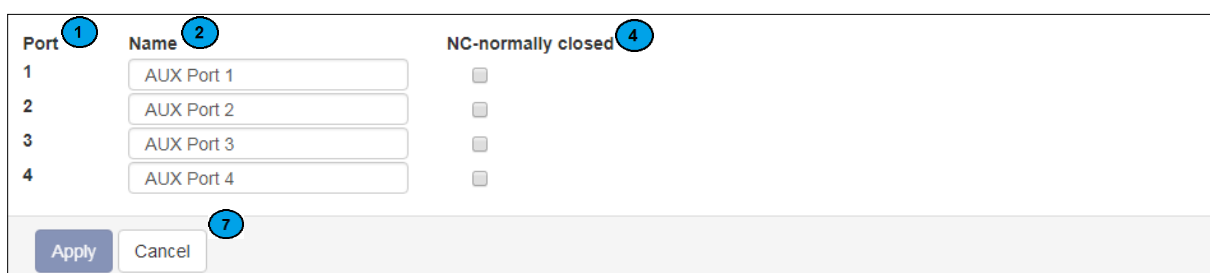 Port 1 Name 2 NC-normally closed 4
1 AUX Port 1
2 AUX Port 2
3 AUX Port 3
4 AUX Port 4
7
Apply Cancel